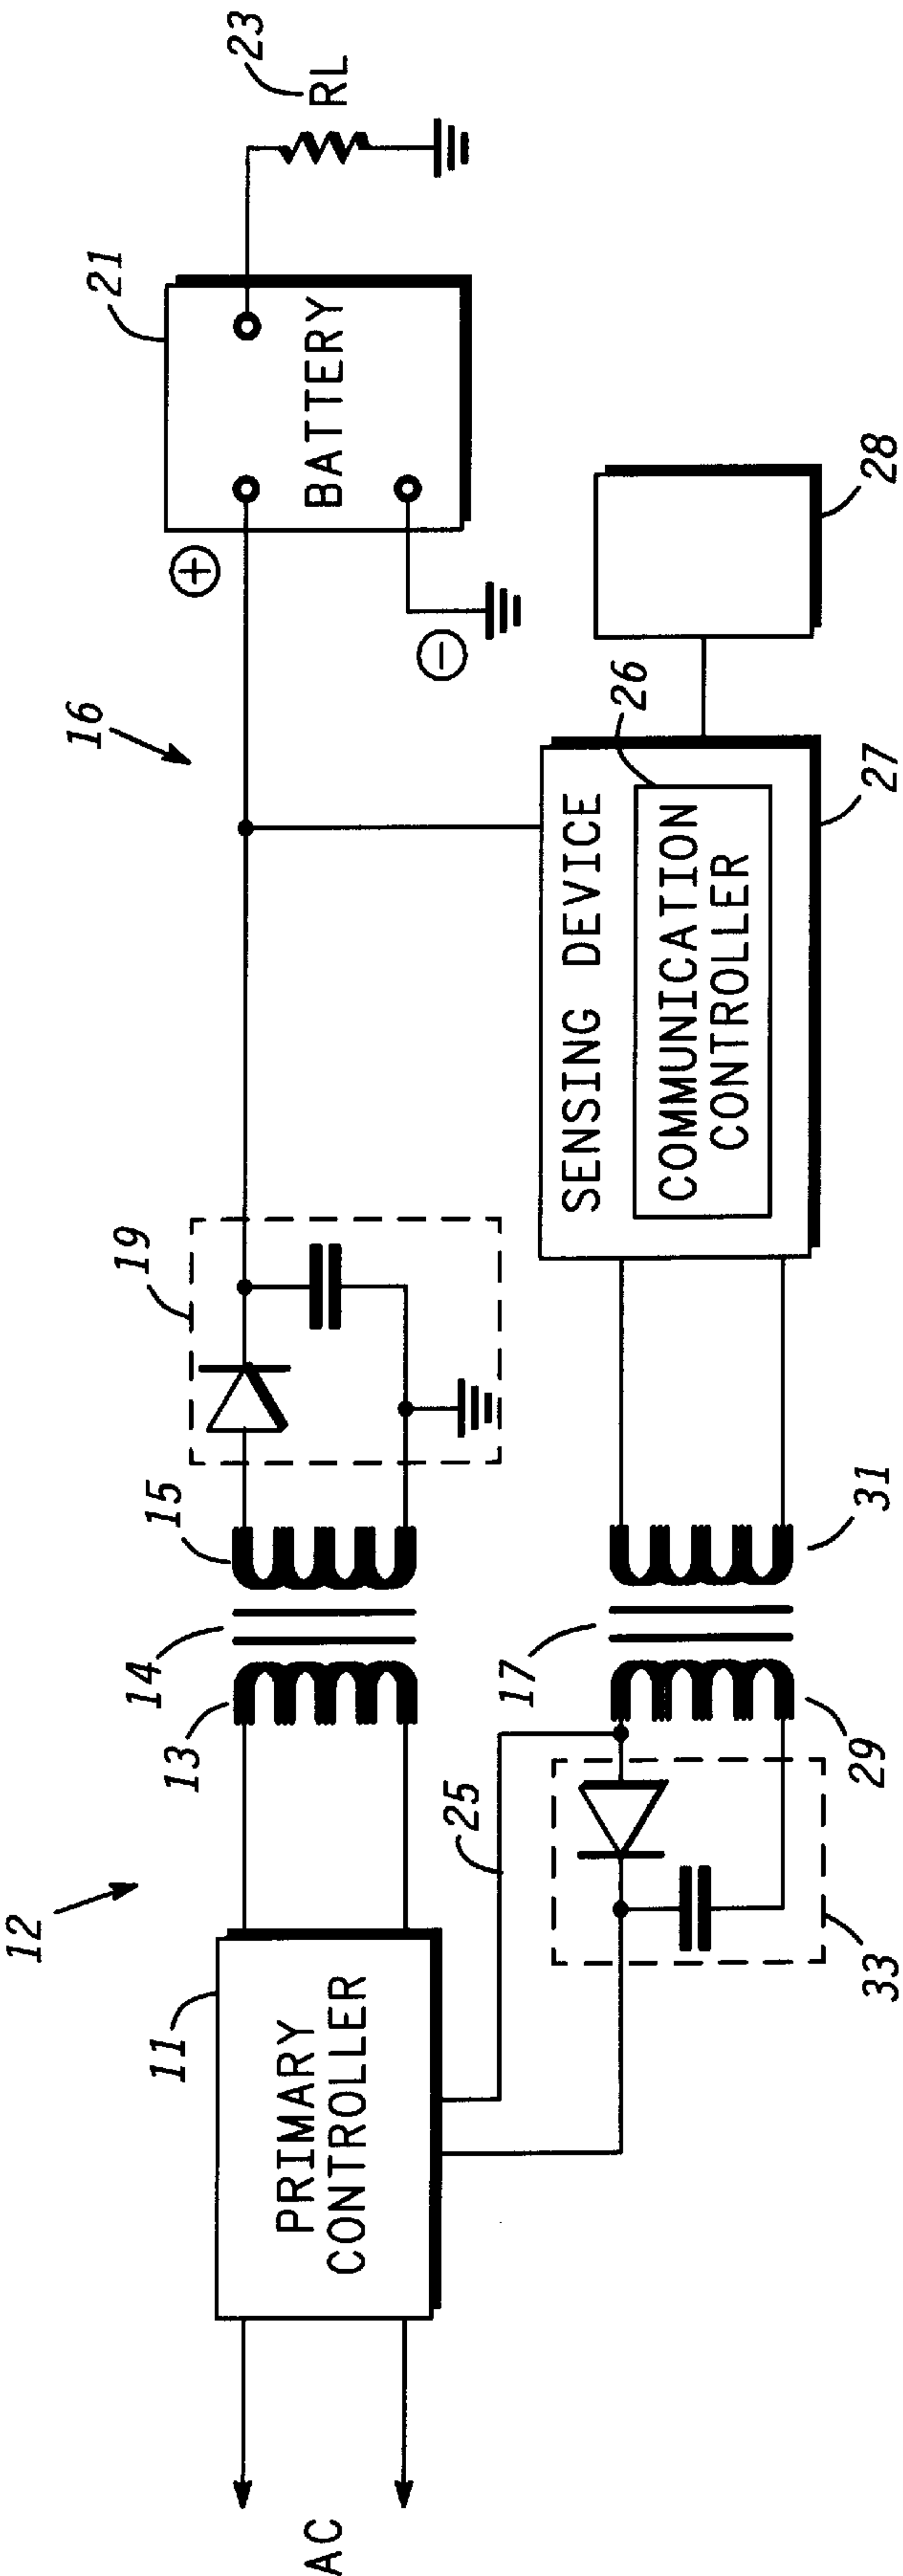 12
16
23
RL
21
BATTERY
+
−
19
15
14
13
11
PRIMARY
CONTROLLER
AC
25
17
33
29
31
SENSING DEVICE
26
COMMUNICATION
CONTROLLER
27
28